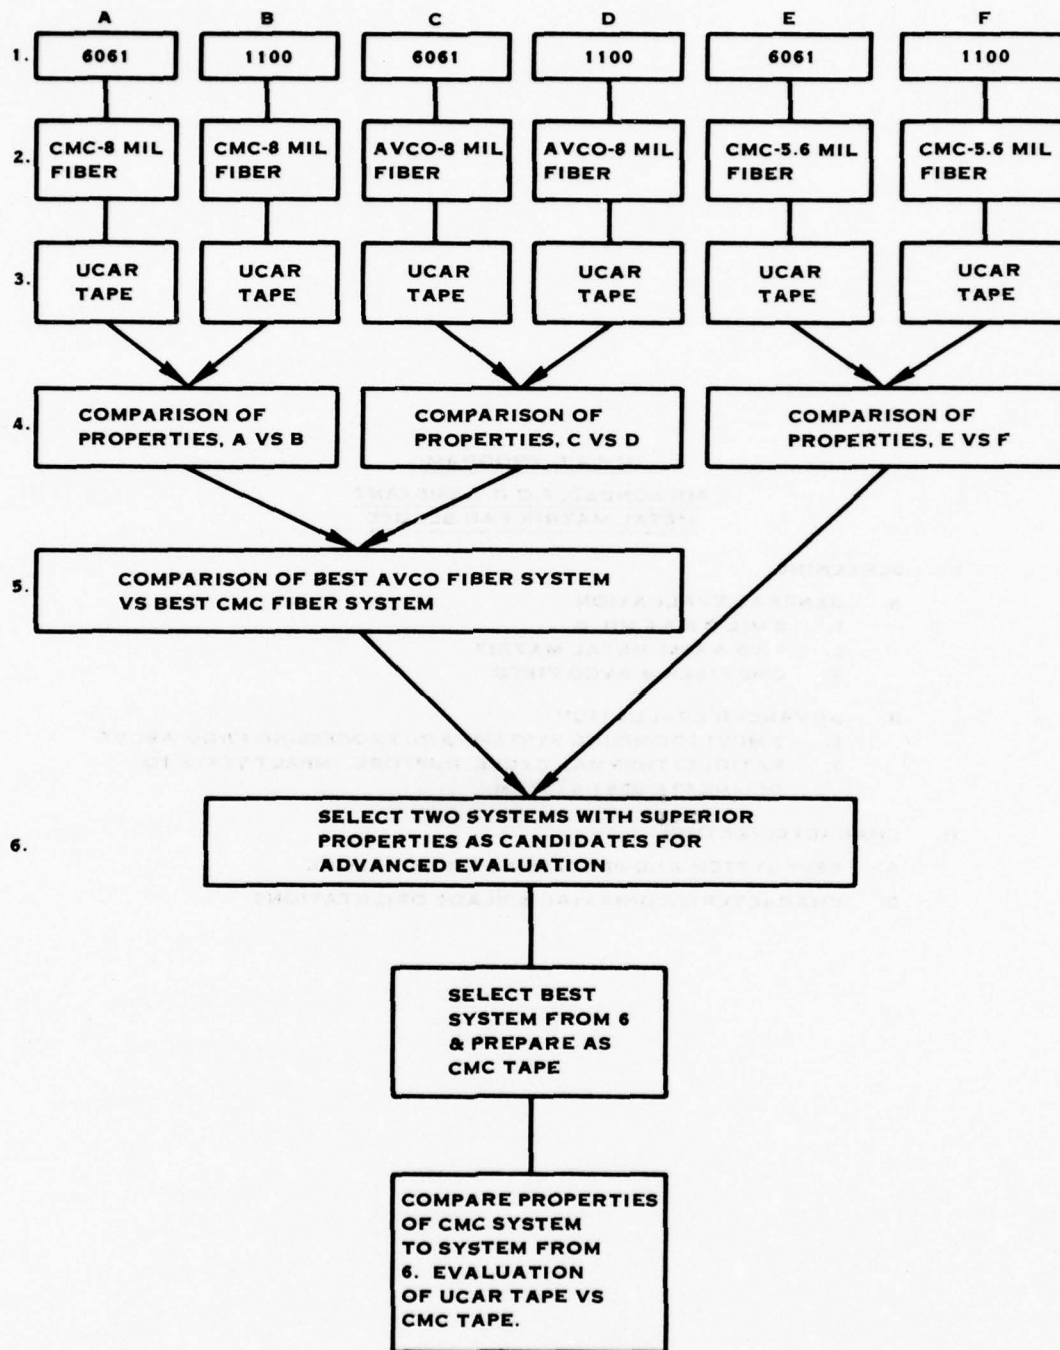 A B C D E F
1. 6061 1100 6061 1100 6061 1100
2. CMC-8 MIL FIBER CMC-8 MIL FIBER AVCO-8 MIL FIBER AVCO-8 MIL FIBER CMC-5.6 MIL FIBER CMC-5.6 MIL FIBER
3. UCAR TAPE UCAR TAPE UCAR TAPE UCAR TAPE UCAR TAPE UCAR TAPE
4.
COMPARISON OF
PROPERTIES, A VS B
COMPARISON OF
PROPERTIES, C VS D
COMPARISON OF
PROPERTIES, E VS F
5.
COMPARISON OF BEST AVCO FIBER SYSTEM
VS BEST CMC FIBER SYSTEM
6.
SELECT TWO SYSTEMS WITH SUPERIOR
PROPERTIES AS CANDIDATES FOR
ADVANCED EVALUATION
SELECT BEST
SYSTEM FROM 6
& PREPARE AS
CMC TAPE
COMPARE PROPERTIES
OF CMC SYSTEM
TO SYSTEM FROM
6. EVALUATION
OF UCAR TAPE VS
CMC TAPE.